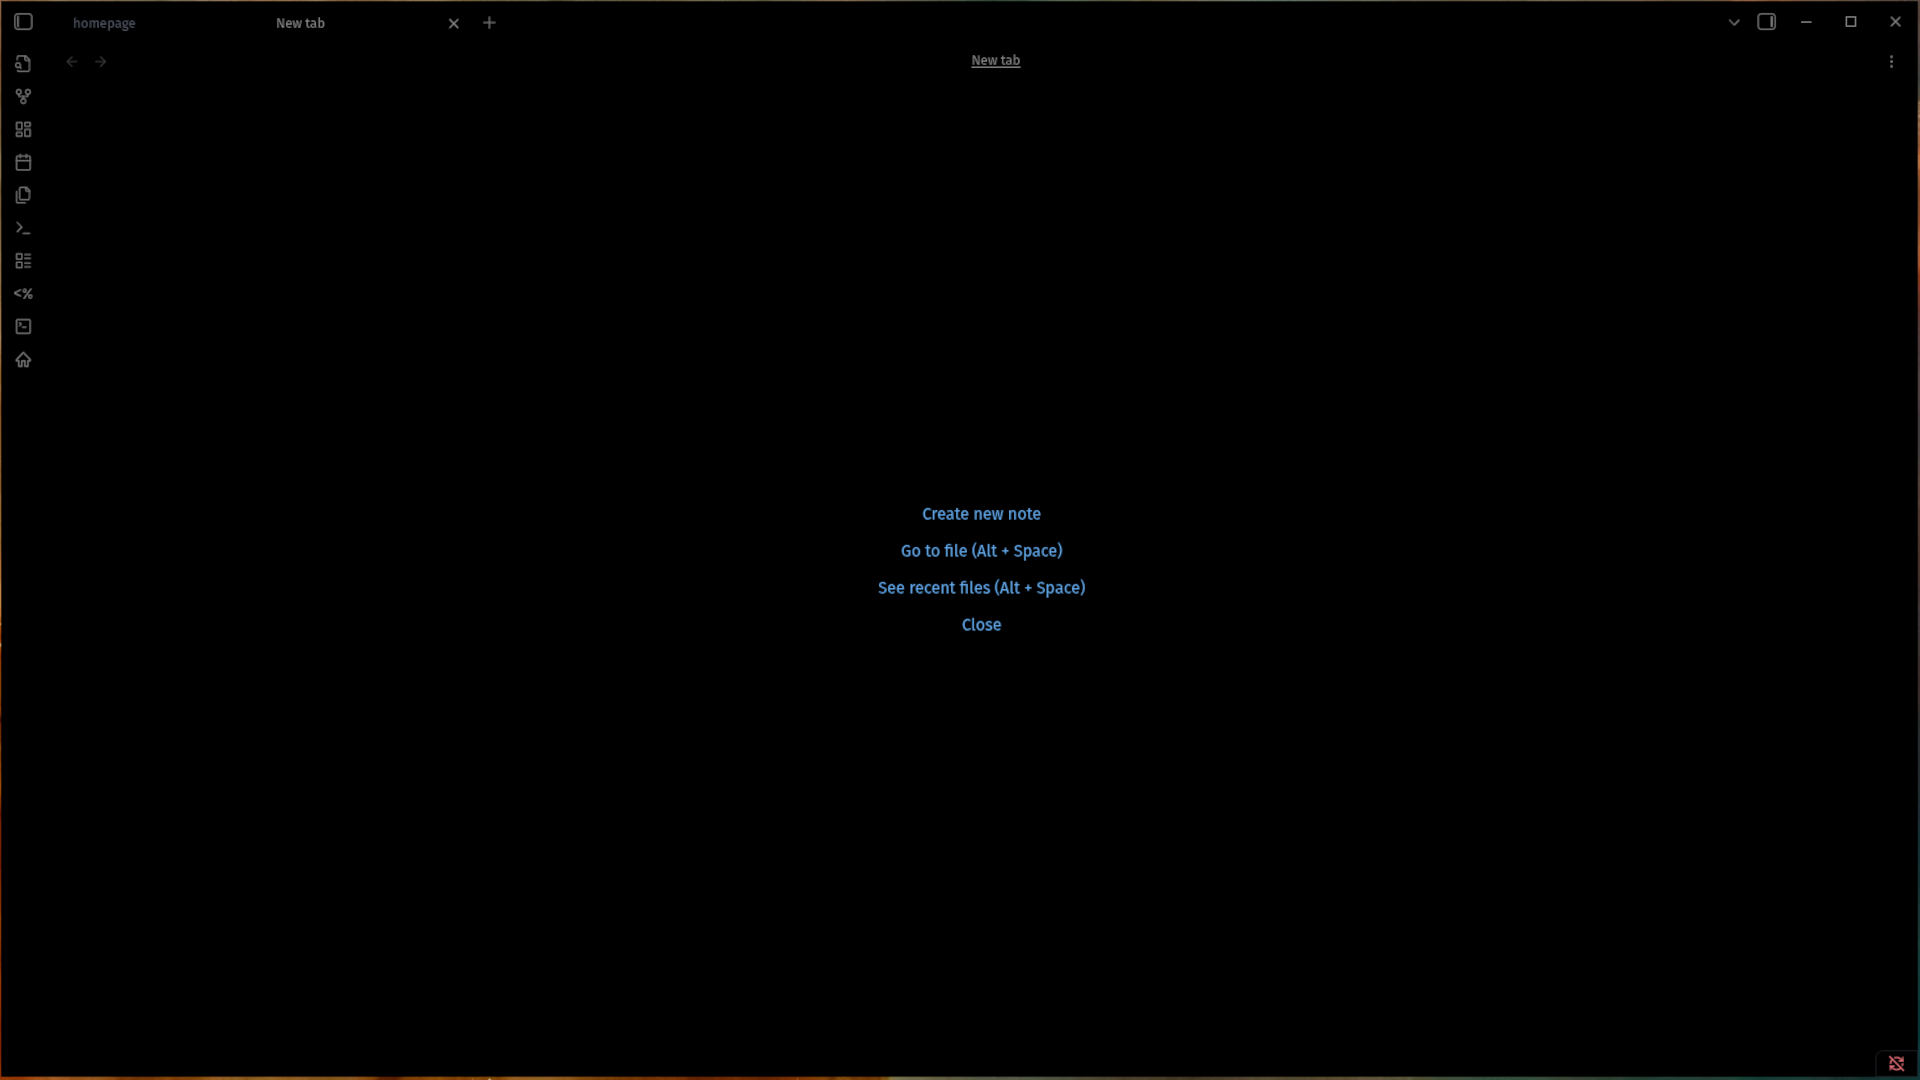 homepage
New tab
New tab
<%
Create new note
Go to file (Alt + Space)
See recent files (Alt + Space)
Close